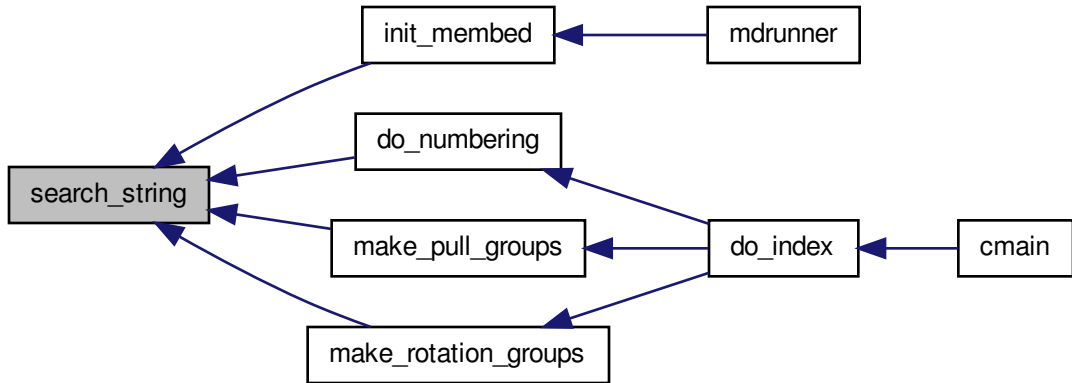 init_membed
mdrunner
do_numbering
search_string
make_pull_groups
do_index
cmain
make_rotation_groups